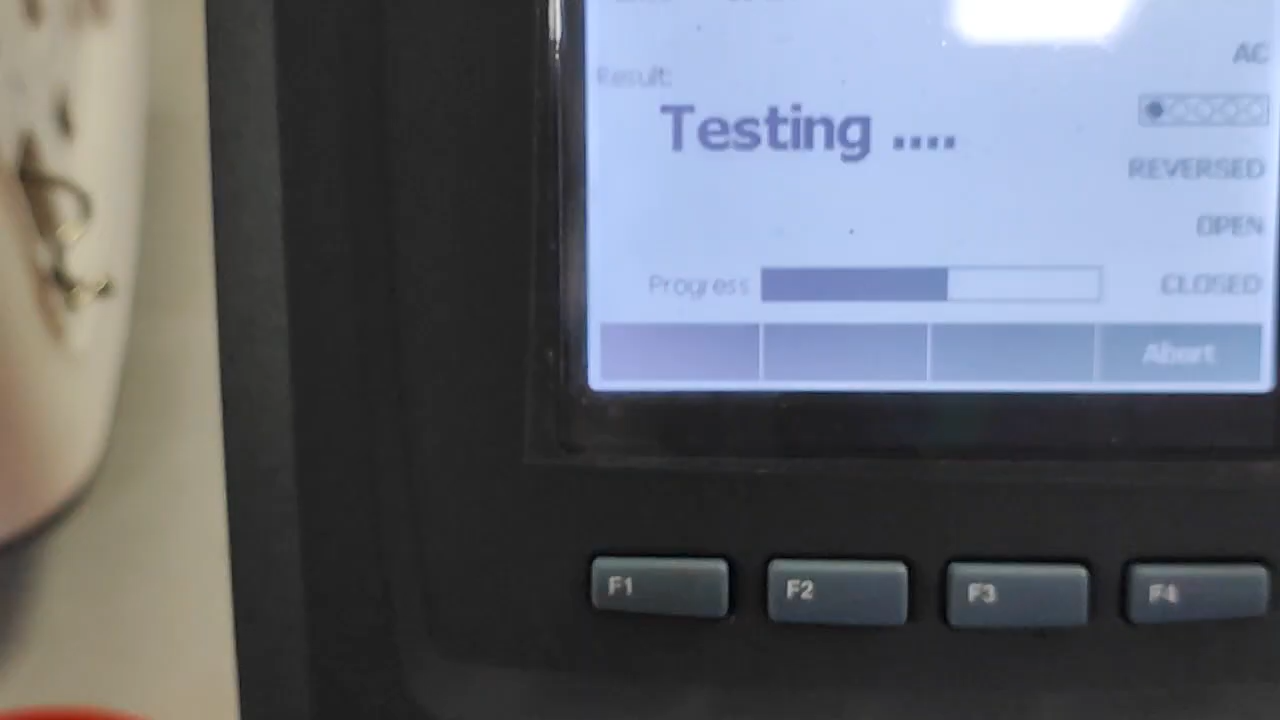 AC
Result:
Testing ....
REVERSED
OPEN
Progress
CLOSED
Abort
F1
F2
F3
F4